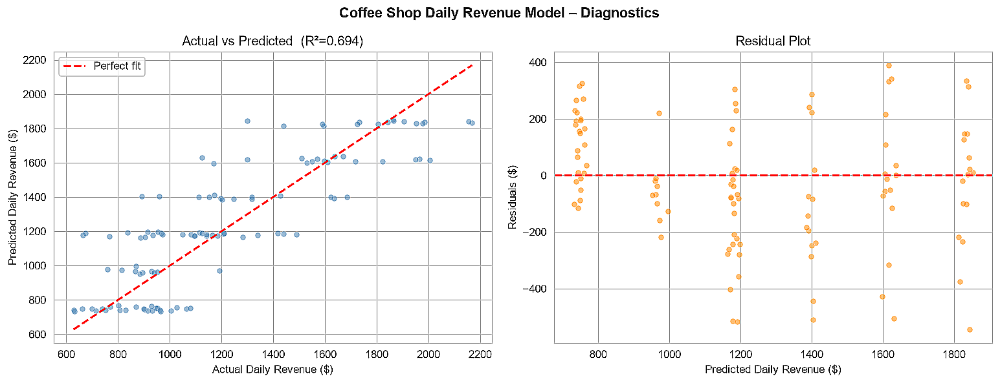 Coffee Shop Daily Revenue Model – Diagnostics
Actual vs Predicted  (R²=0.694)
Perfect fit
2200
2000
1800
1600
1400
1200
1000
800
600
Predicted Daily Revenue ($)
600 800 1000 1200 1400 1600 1800 2000 2200
Actual Daily Revenue ($)
Residual Plot
400
200
0
−200
−400
Residuals ($)
800 1000 1200 1400 1600 1800
Predicted Daily Revenue ($)